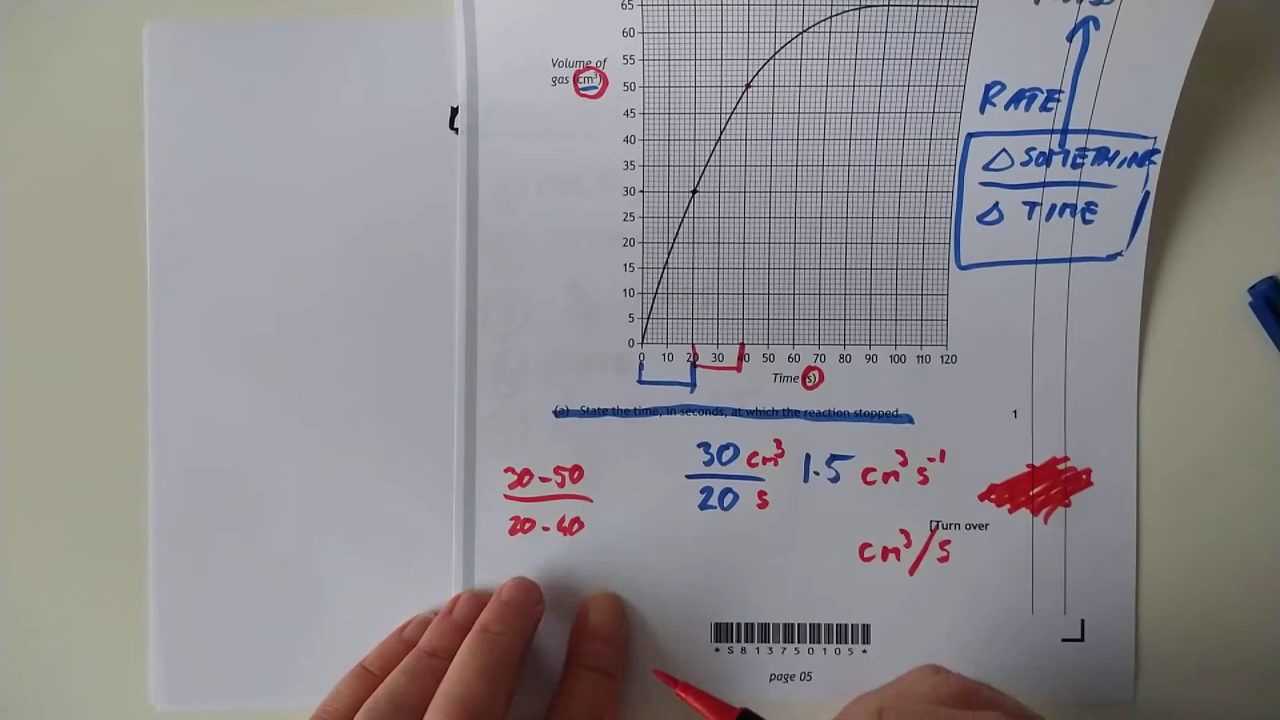 65
60
Volume of
gas (cm³)
55
50
45
40
35
30
25
20
15
10
5
0
0 10 20 30 40 50 60 70 80 90 100 110 120
Time (s)
RATE
Δ SOMETHING
Δ TIME
(a) State the time, in seconds, at which the reaction stopped.
1
30 cm³
20 s
1.5 cm³ s⁻¹
30-50
20-40
[Turn over
cm³/s
*S813750105*
page 05